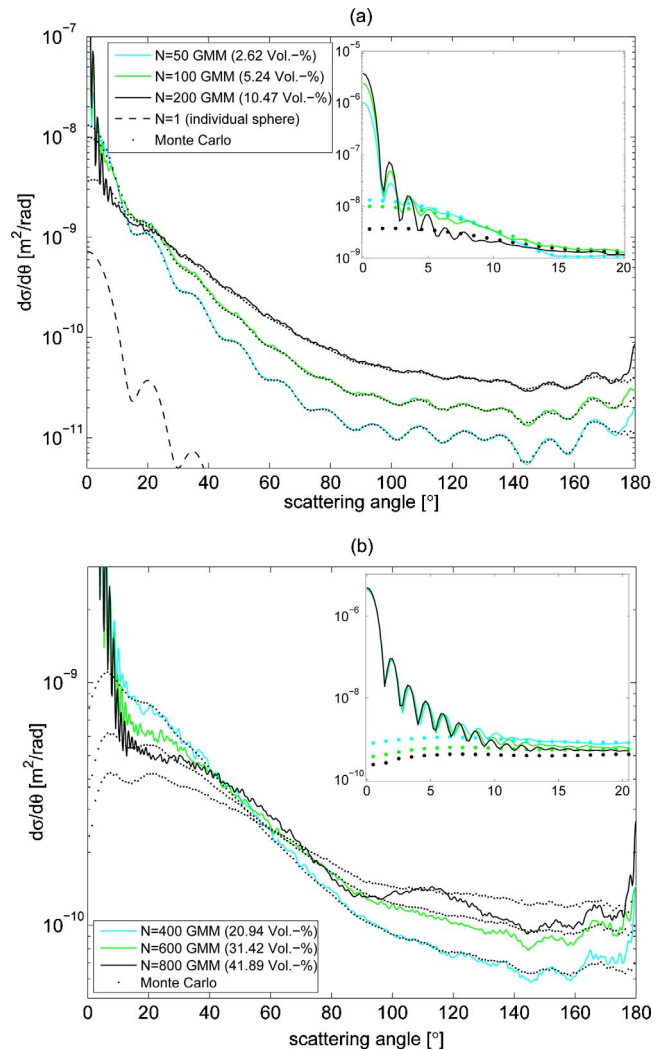 (a)
10⁻⁷
10⁻⁸
10⁻⁹
10⁻¹⁰
10⁻¹¹
dσ/dθ [m²/rad]
N=50 GMM (2.62 Vol.−%)
N=100 GMM (5.24 Vol.−%)
N=200 GMM (10.47 Vol.−%)
N=1 (individual sphere)
Monte Carlo
10⁻⁵
10⁻⁶
10⁻⁷
10⁻⁸
10⁻⁹
0 5 10 15 20
0 20 40 60 80 100 120 140 160 180
scattering angle [°]
(b)
10⁻⁹
10⁻¹⁰
dσ/dθ [m²/rad]
10⁻⁶
10⁻⁸
10⁻¹⁰
0 5 10 15 20
N=400 GMM (20.94 Vol.−%)
N=600 GMM (31.42 Vol.−%)
N=800 GMM (41.89 Vol.−%)
Monte Carlo
0 20 40 60 80 100 120 140 160 180
scattering angle [°]